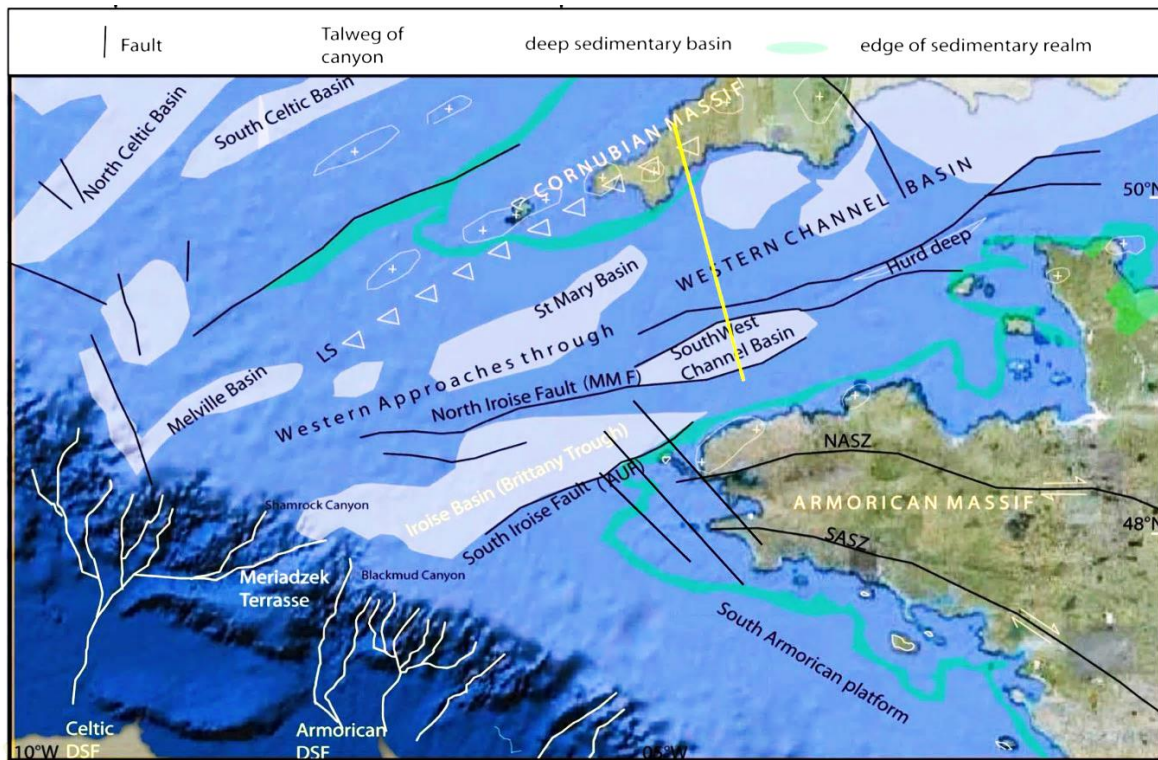 Fault
Talweg of
canyon
deep sedimentary basin
edge of sedimentary realm
North Celtic Basin
South Celtic Basin
CORNUBIAN MASSIF
WESTERN CHANNEL BASIN
50°N
Hurd deep
St Mary Basin
LS
Western Approaches through
SouthWest
Channel Basin
Melville Basin
North Iroise Fault (MM F)
Iroise Basin (Brittany Trough)
South Iroise Fault (AUF)
NASZ
ARMORICAN MASSIF
SASZ
48°N
Shamrock Canyon
Meriadzek
Terrasse
Blackmud Canyon
South Armorican platform
Celtic
DSF
Armorican
DSF
10°W
05°W